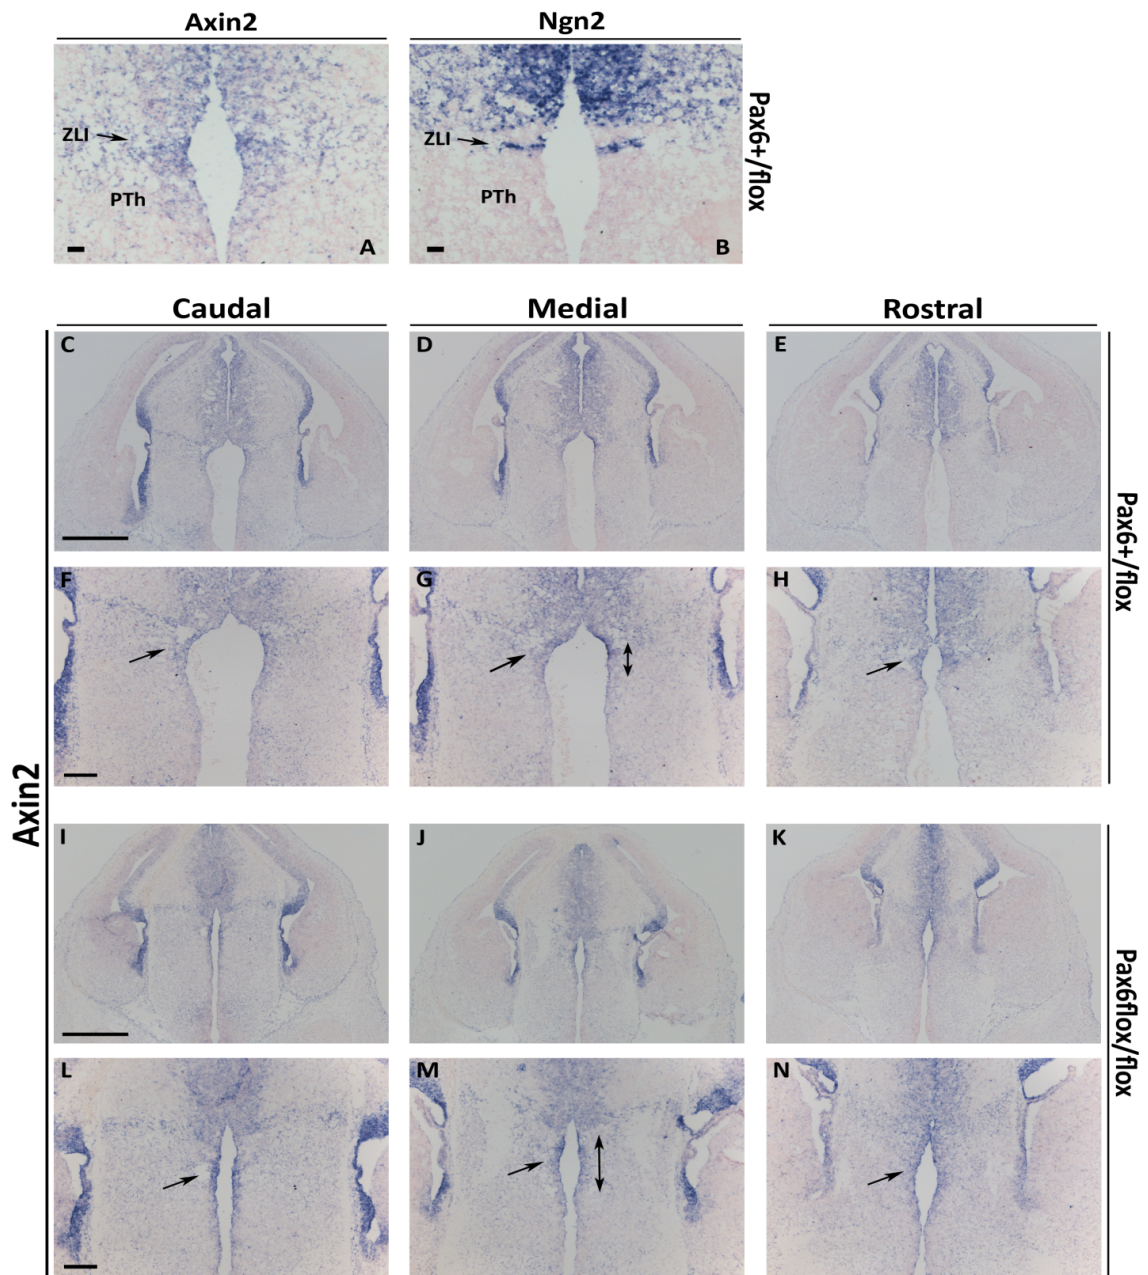 Axin2 Ngn2
ZLI ZLI
PTh PTh
A B
Pax6+/flox
Caudal Medial Rostral
C D E
F G H
Pax6+/flox
Axin2
I J K
L M N
Pax6flox/flox